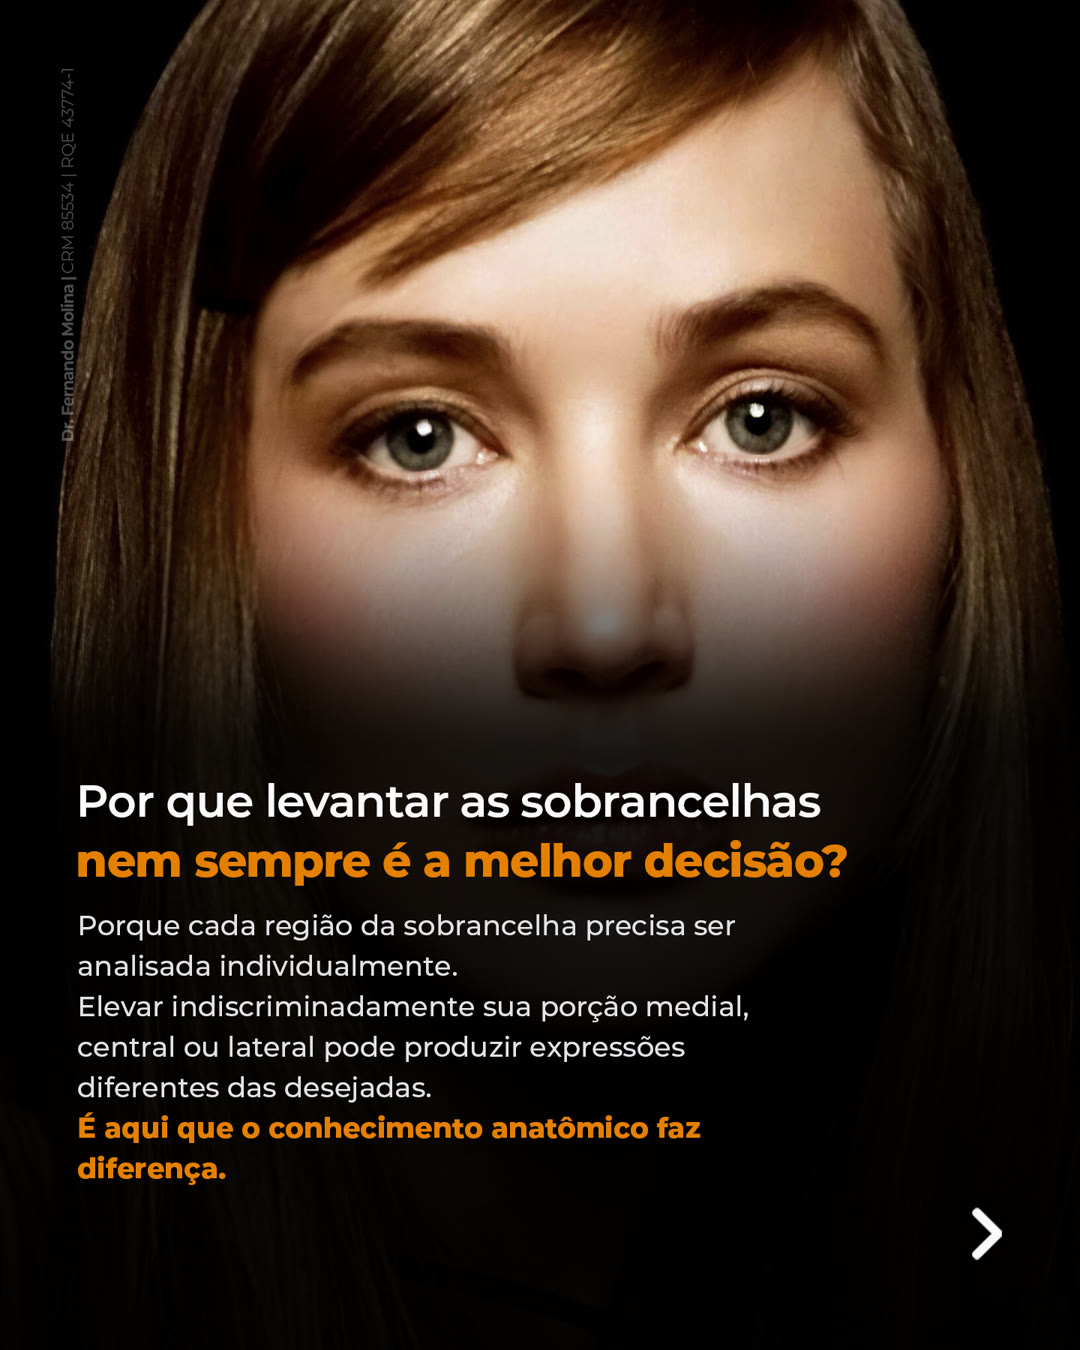 Dr. Fernando Molina | CRM 85534 | RQE 43774-1
Por que levantar as sobrancelhas
nem sempre é a melhor decisão?
Porque cada região da sobrancelha precisa ser
analisada individualmente.
Elevar indiscriminadamente sua porção medial,
central ou lateral pode produzir expressões
diferentes das desejadas.
É aqui que o conhecimento anatômico faz
diferença.